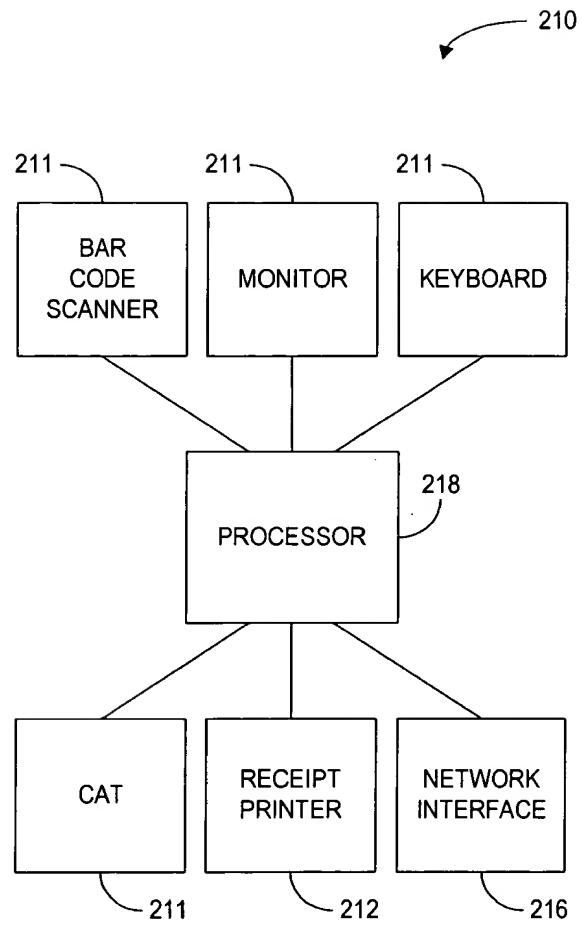 210
211
211
211
BAR
CODE
SCANNER
MONITOR
KEYBOARD
218
PROCESSOR
CAT
RECEIPT
PRINTER
NETWORK
INTERFACE
211
212
216